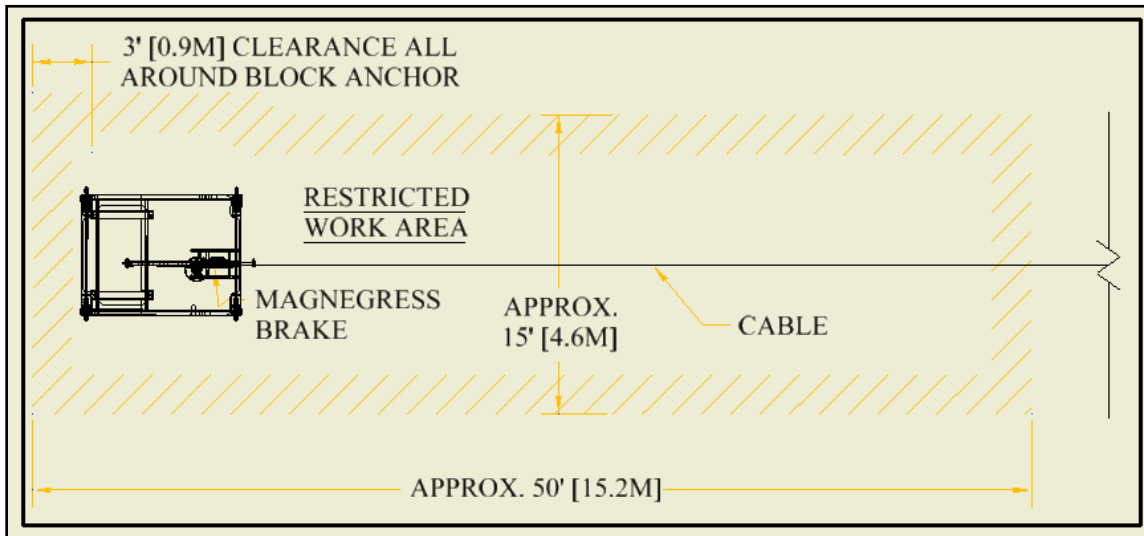 3' [0.9M] CLEARANCE ALL
AROUND BLOCK ANCHOR
RESTRICTED
WORK AREA
MAGNEGRESS
BRAKE
APPROX.
15' [4.6M]
CABLE
APPROX. 50' [15.2M]